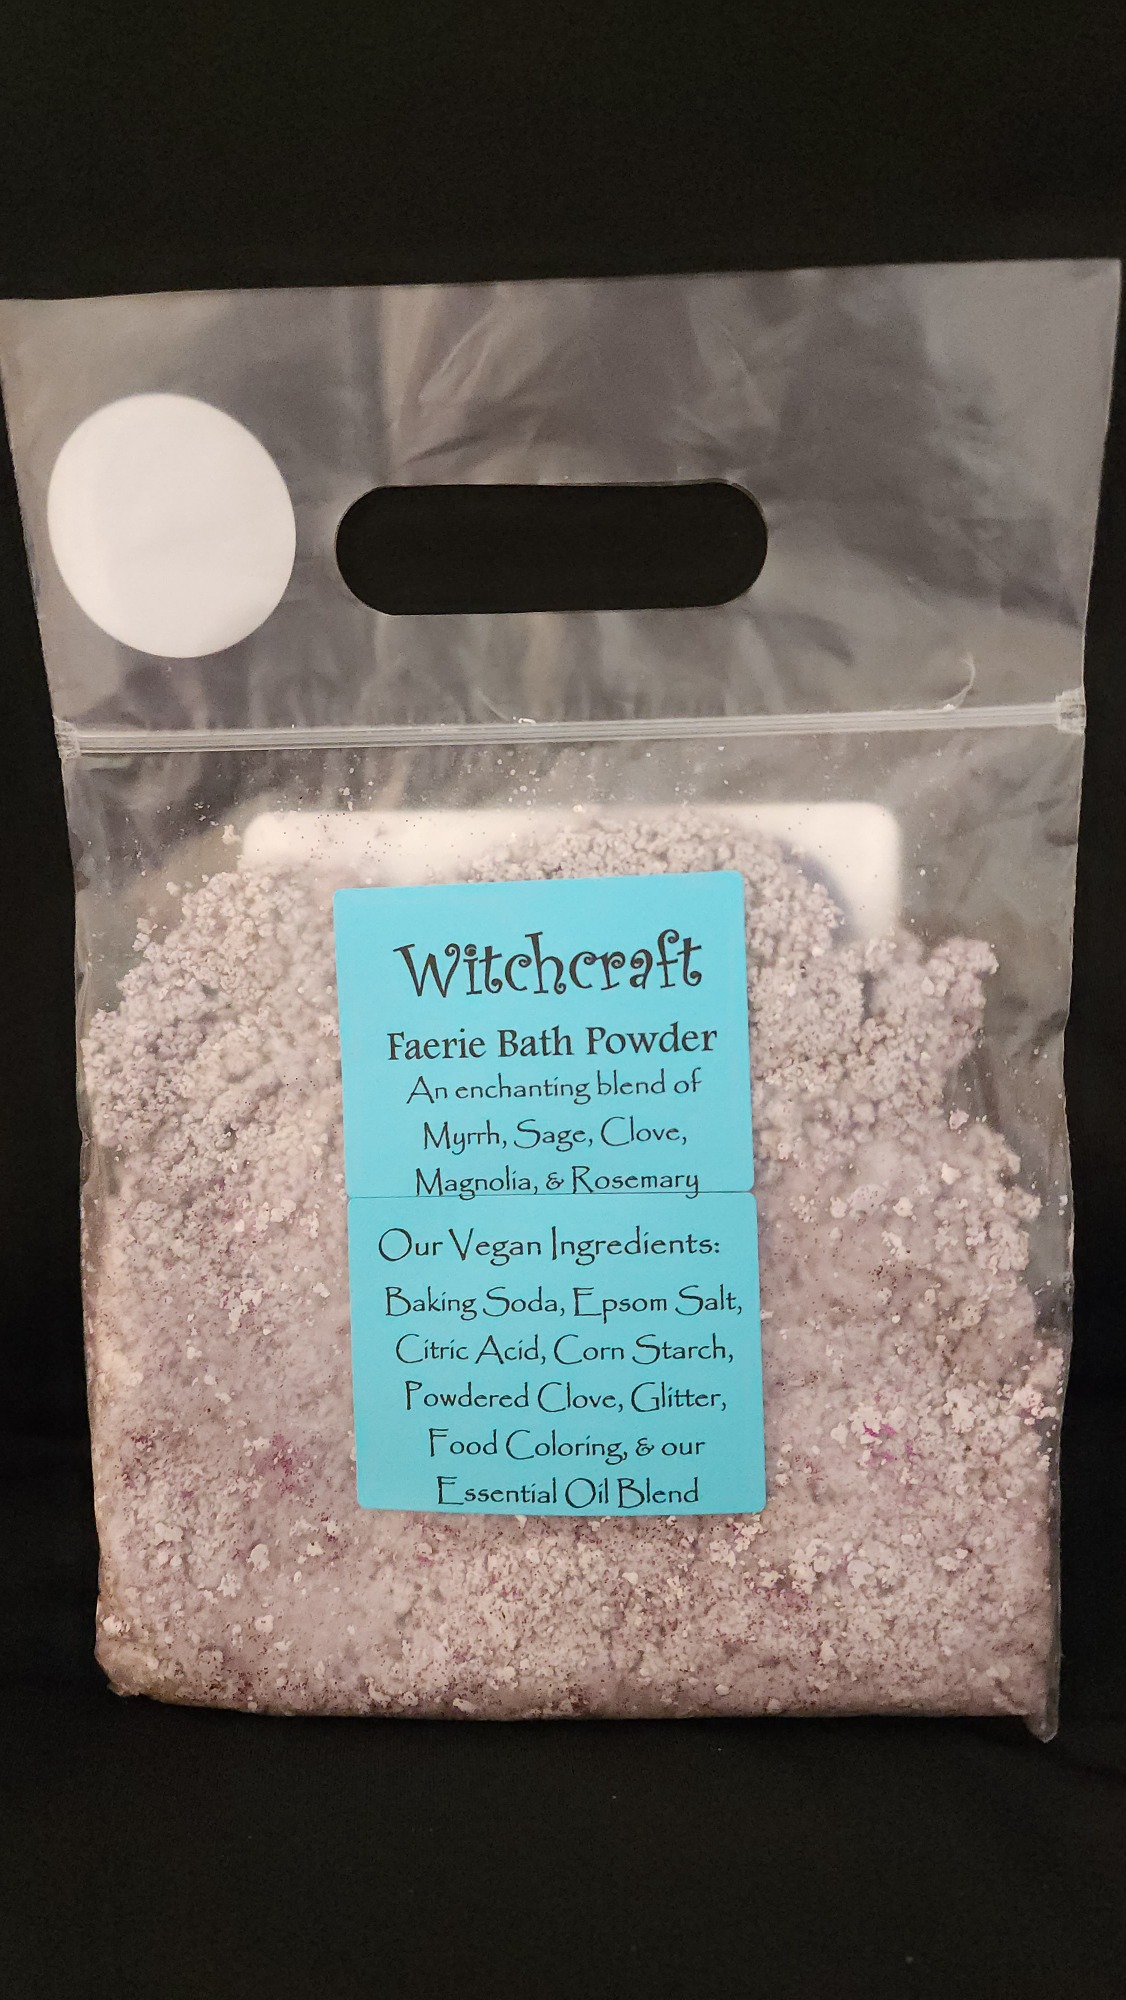 Witchcraft
Faerie Bath Powder
An enchanting blend of
Myrrh, Sage, Clove,
Magnolia, & Rosemary
Our Vegan Ingredients:
Baking Soda, Epsom Salt,
Citric Acid, Corn Starch,
Powdered Clove, Glitter,
Food Coloring, & our
Essential Oil Blend